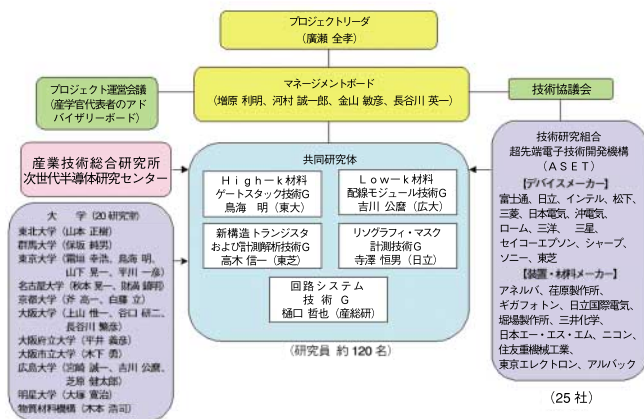 プロジェクトリーダ
(廣瀬 全孝)
プロジェクト運営会議
(産学官代表者のアド
バイザリーボード)
マネージメントボード
(増原 利明、河村 誠一郎、金山 敏彦、長谷川 英一)
技術協議会
産業技術総合研究所
次世代半導体研究センター
大 学 (20研究室)
東北大学 (山本 正樹)
群馬大学 (保坂 純男)
東京大学 (霜垣 幸浩、鳥海 明、
山下 晃一、平川 一彦)
名古屋大学 (秋本 晃一、財満 鎭明)
京都大学 (斧 高一、白藤 立)
大阪大学 (上山 惟一、谷口 研二、
長谷川 繁彦)
大阪府立大学 (平井 義彦)
大阪市立大学 (木下 勇)
広島大学 (宮崎 誠一、吉川 公麿、
芝原 健太郎)
明星大学 (大塚 寛治)
物質材料機構 (木本 浩司)
共同研究体
High-k材料
ゲートスタック技術G
鳥海 明 (東大)
Low-k材料
配線モジュール技術G
吉川 公麿 (広大)
新構造トランジスタ
および計測解析技術G
高木 信一 (東芝)
リソグラフィ・マスク
計測技術G
寺澤 恒男 (日立)
回路システム
技 術 G
樋口 哲也 (産総研)
(研究員 約120名)
技術研究組合
超先端電子技術開発機構
(ASET)
【デバイスメーカー】
富士通、日立、インテル、松下、
三菱、日本電気、沖電気、
ローム、三洋、 三星、
セイコーエプソン、シャープ、
ソニー、東芝
【装置・材料メーカー】
アネルバ、荏原製作所、
ギガフォトン、日立国際電気、
堀場製作所、三井化学、
日本エー・エス・エム、ニコン、
住友重機械工業、
東京エレクトロン、アルバック
(25 社)